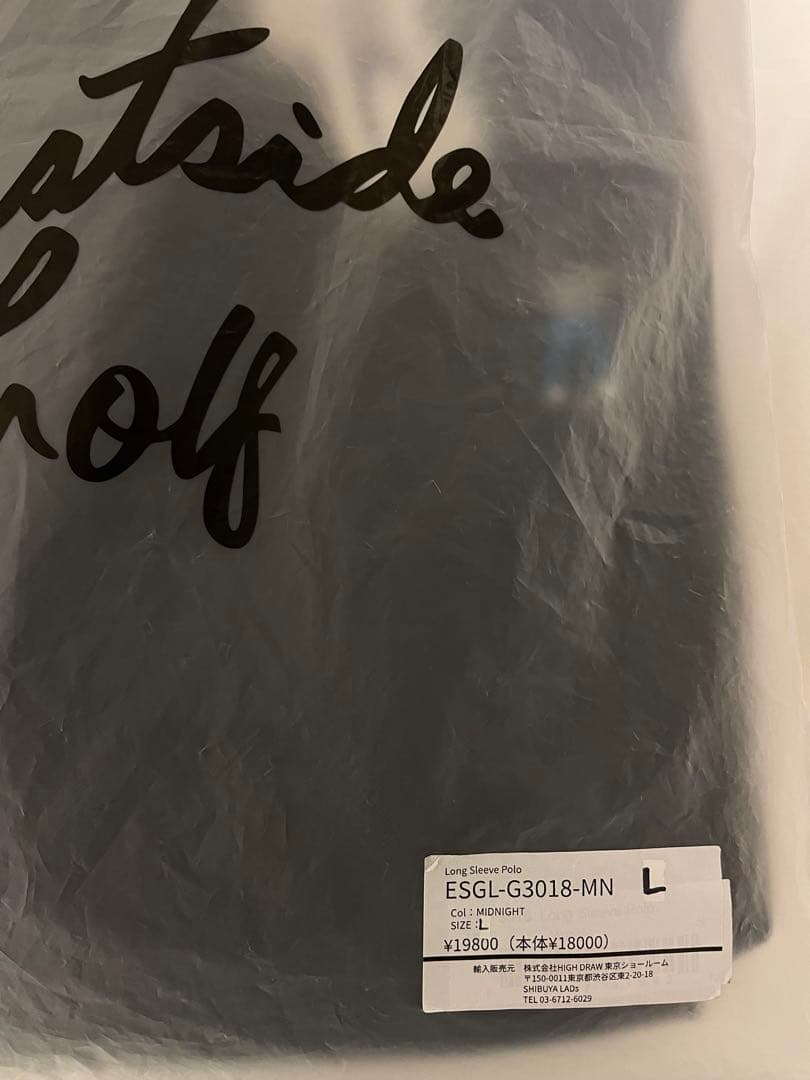 atside
olf
Long Sleeve Polo
ESGL-G3018-MN L
Col : MIDNIGHT
SIZE : L
¥19800（本体¥18000）
輸入販売元 株式会社HIGH DRAW 東京ショールーム
〒150-0011東京都渋谷区東2-20-18
SHIBUYA LADs
TEL 03-6712-6029